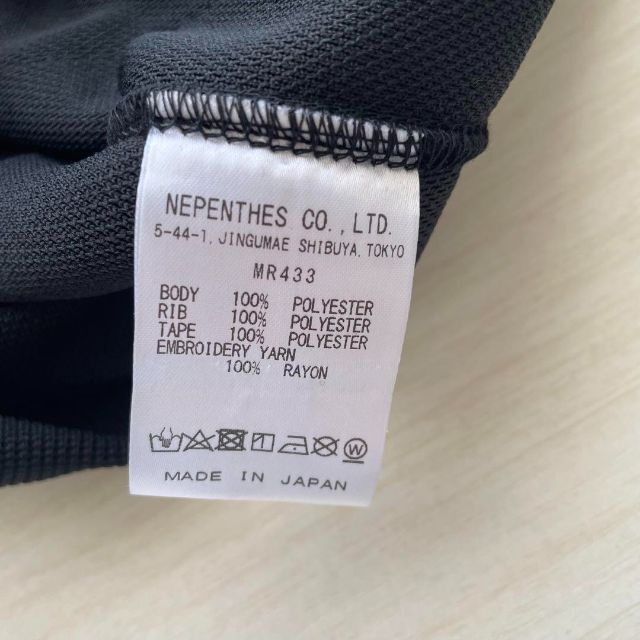 NEPENTHES CO.,LTD.
5-44-1,JINGUMAE SHIBUYA,TOKYO
MR433
BODY 100% POLYESTER
RIB 100% POLYESTER
TAPE 100% POLYESTER
EMBROIDERY YARN
100% RAYON
W
MADE IN JAPAN